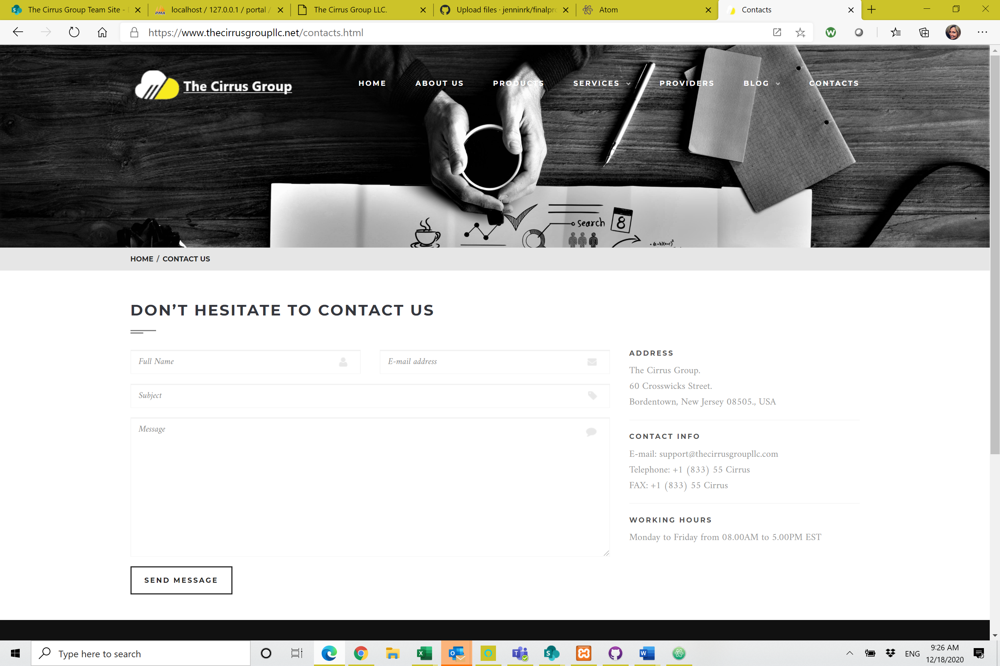 The Cirrus Group Team Site -
localhost / 127.0.0.1 / portal /
The Cirrus Group LLC.
Upload files · jenninrk/finalpro
Atom
Contacts
https://www.thecirrusgroupllc.net/contacts.html
The Cirrus Group
HOME
ABOUT US
PRODUCTS
SERVICES
PROVIDERS
BLOG
CONTACTS
search
8
HOME / CONTACT US
DON’T HESITATE TO CONTACT US
Full Name
E-mail address
Subject
Message
SEND MESSAGE
ADDRESS
The Cirrus Group.
60 Crosswicks Street.
Bordentown, New Jersey 08505., USA
CONTACT INFO
E-mail: support@thecirrusgroupllc.com
Telephone: +1 (833) 55 Cirrus
FAX: +1 (833) 55 Cirrus
WORKING HOURS
Monday to Friday from 08.00AM to 5.00PM EST
Type here to search
ENG
9:26 AM
12/18/2020